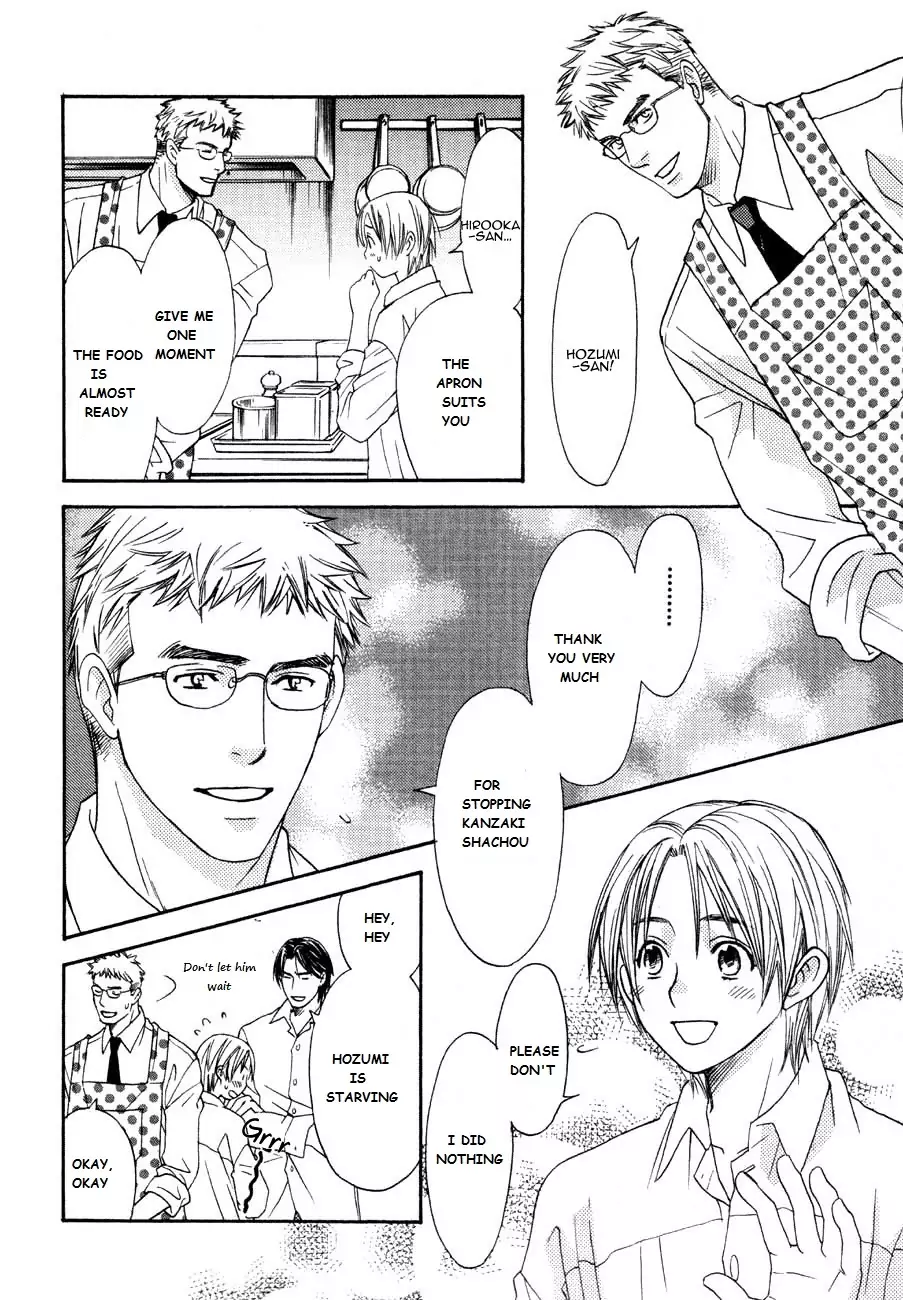 HOZUMI
-SAN!
HIROOKA
-SAN...
THE
APRON
SUITS
YOU
GIVE ME
ONE
MOMENT
THE FOOD
IS
ALMOST
READY
.........
THANK
YOU VERY
MUCH
FOR
STOPPING
KANZAKI
SHACHOU
PLEASE
DON'T
I DID
NOTHING
HEY,
HEY
Don't let him
wait
HOZUMI
IS
STARVING
Grrr
OKAY,
OKAY